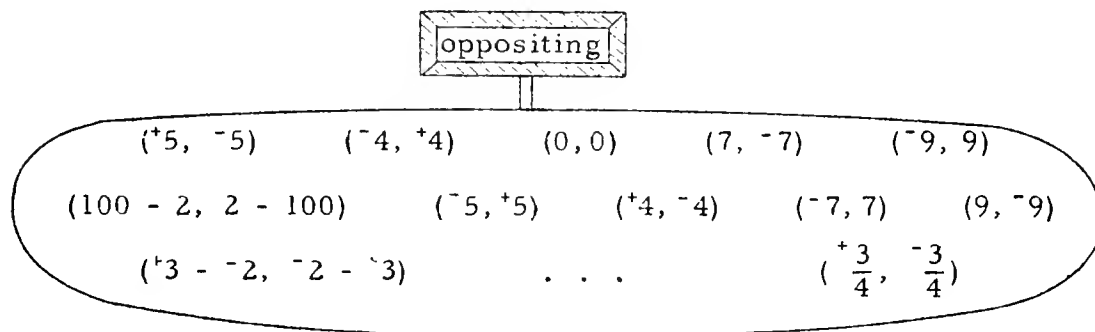 oppositing
(⁺5, ⁻5) (⁻4, ⁺4) (0,0) (7, ⁻7) (⁻9, 9)
(100 - 2, 2 - 100) (⁻5, ⁺5) (⁺4, ⁻4) (⁻7, 7) (9, ⁻9)
(⁺3 - ⁻2, ⁻2 - ⁺3) . . . (⁺3/4, ⁻3/4)